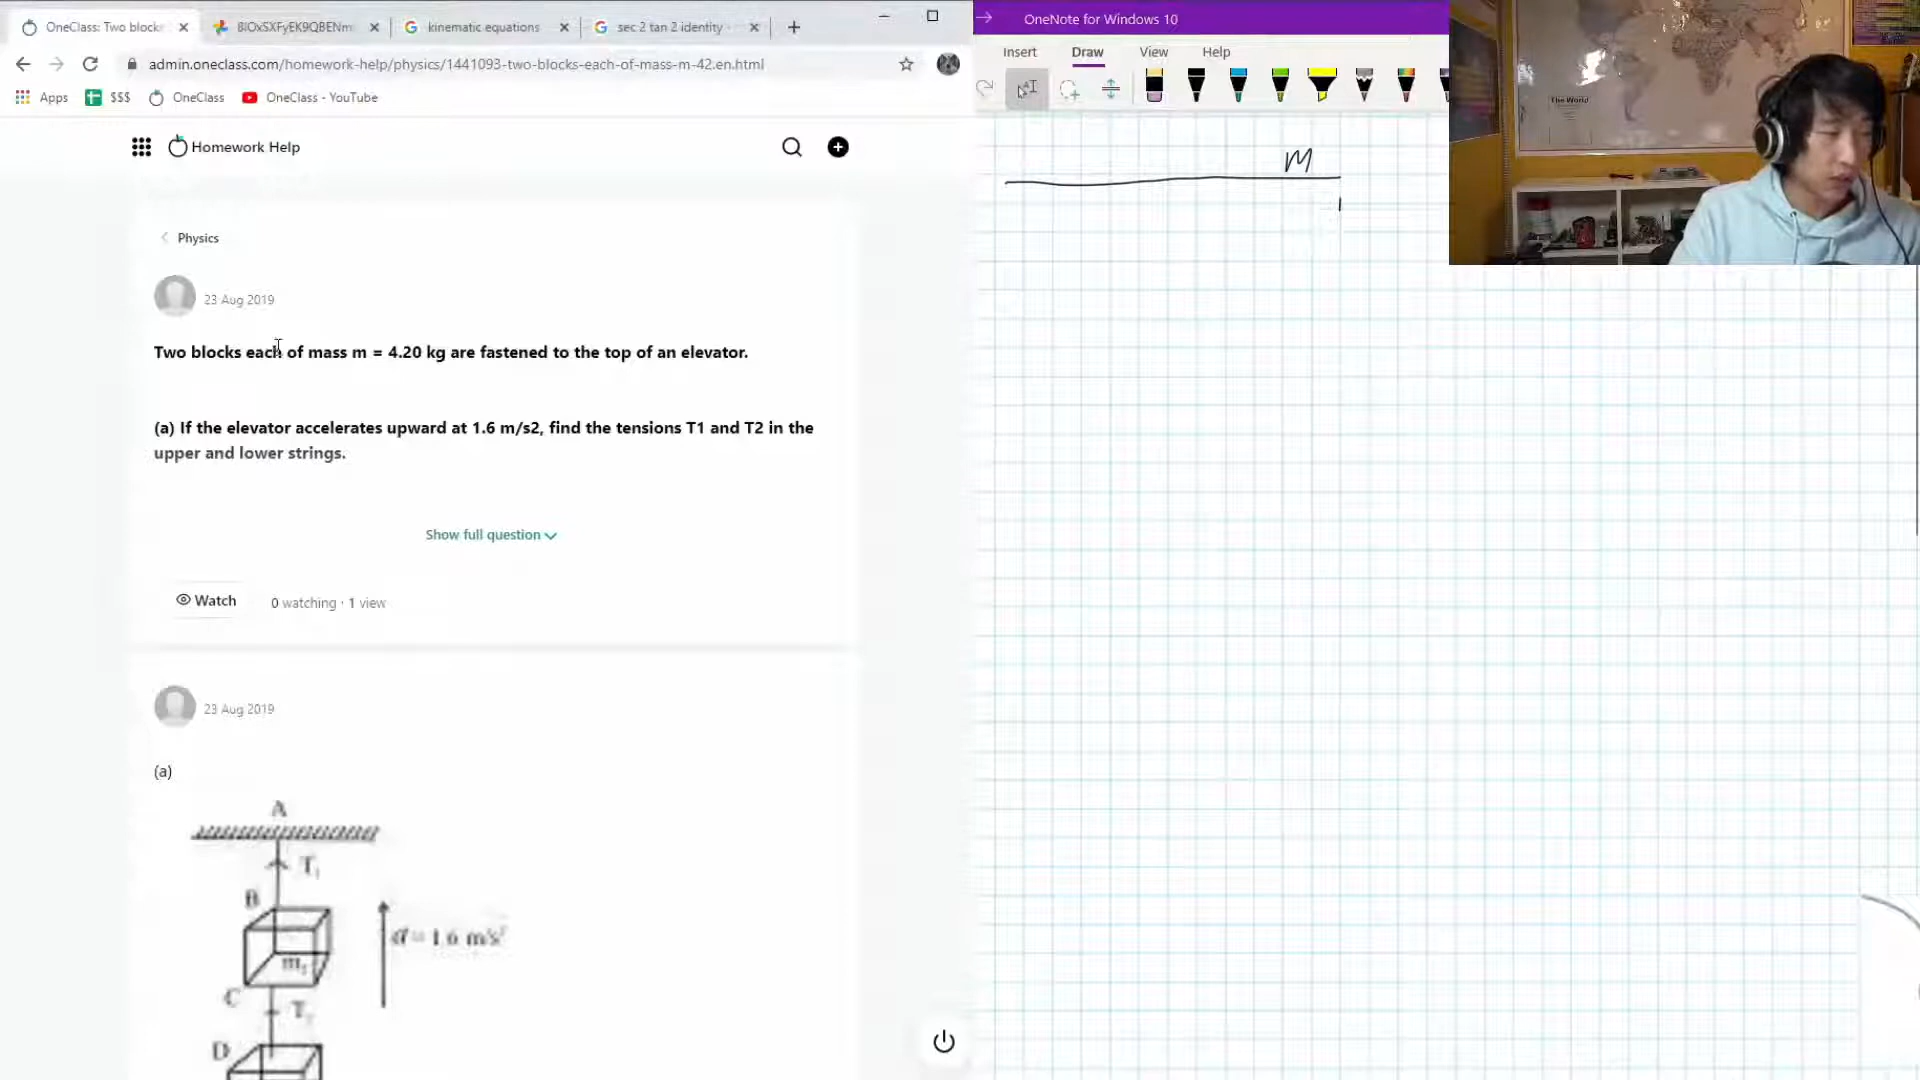 OneClass: Two blocks
8IOxSXFyEK9QBENm
kinematic equations
sec 2 tan 2 identity -
admin.oneclass.com/homework-help/physics/1441093-two-blocks-each-of-mass-m-42.en.html
Apps
$$$
OneClass
OneClass - YouTube
Homework Help
Physics
23 Aug 2019
Two blocks each of mass m = 4.20 kg are fastened to the top of an elevator.
(a) If the elevator accelerates upward at 1.6 m/s2, find the tensions T1 and T2 in the
upper and lower strings.
Show full question
Watch
0 watching · 1 view
23 Aug 2019
(a)
A
T₁
B
a = 1.6 m/s²
m₁
C
D
OneNote for Windows 10
Insert
Draw
View
Help
M
The World